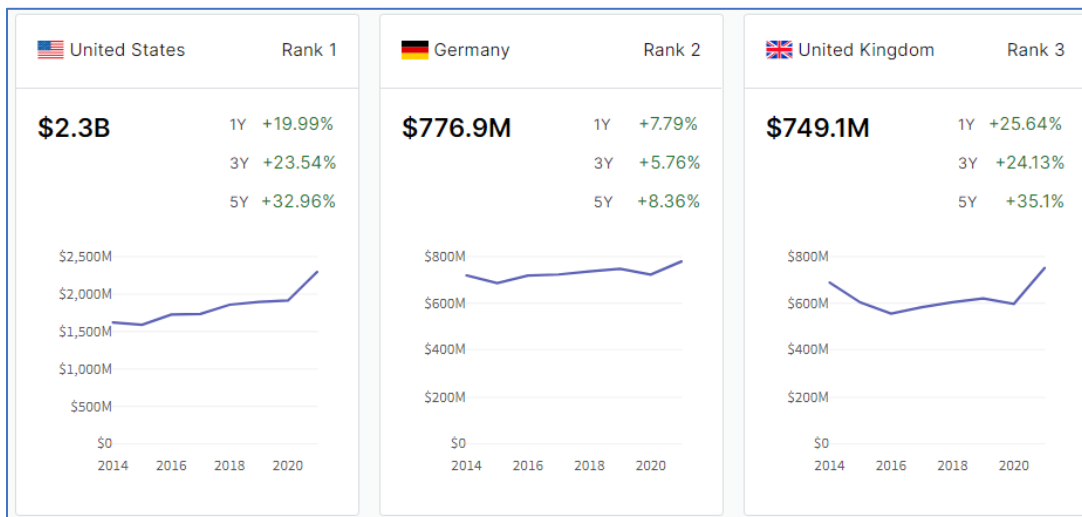 United States Rank 1
$2.3B
1Y +19.99%
3Y +23.54%
5Y +32.96%
$2,500M
$2,000M
$1,500M
$1,000M
$500M
$0
2014 2016 2018 2020
Germany Rank 2
$776.9M
1Y +7.79%
3Y +5.76%
5Y +8.36%
$800M
$600M
$400M
$200M
$0
2014 2016 2018 2020
United Kingdom Rank 3
$749.1M
1Y +25.64%
3Y +24.13%
5Y +35.1%
$800M
$600M
$400M
$200M
$0
2014 2016 2018 2020